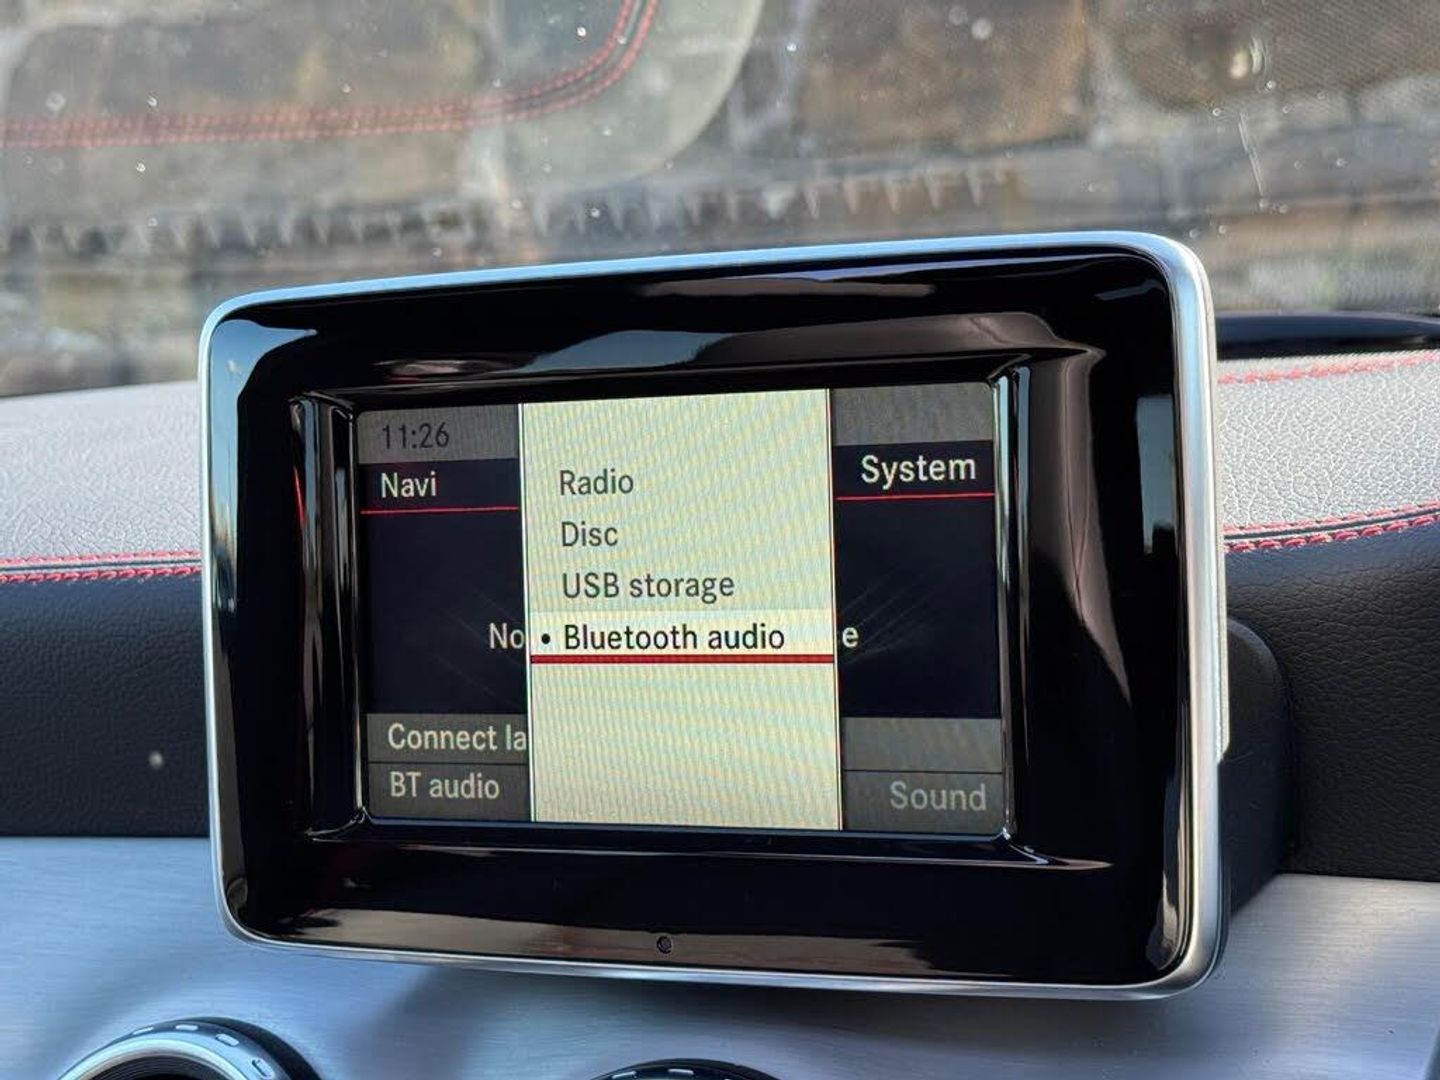 11:26
Navi
System
Radio
Disc
USB storage
• Bluetooth audio
No
e
Connect la
BT audio
Sound